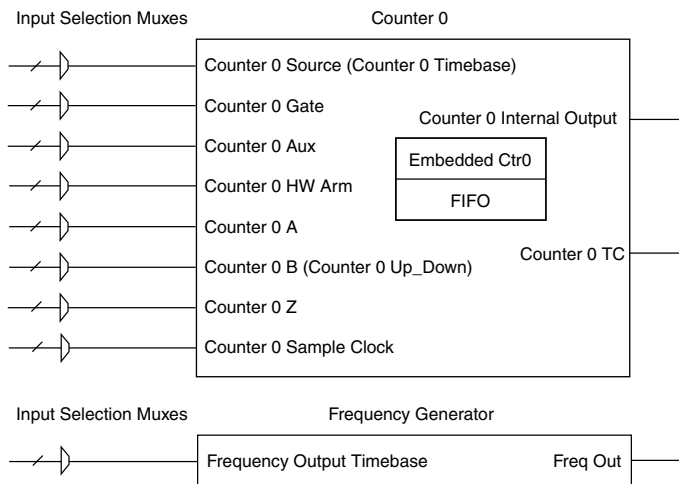 Input Selection Muxes
Counter 0
Counter 0 Source (Counter 0 Timebase)
Counter 0 Gate
Counter 0 Internal Output
Counter 0 Aux
Embedded Ctr0
Counter 0 HW Arm
FIFO
Counter 0 A
Counter 0 TC
Counter 0 B (Counter 0 Up_Down)
Counter 0 Z
Counter 0 Sample Clock
Input Selection Muxes
Frequency Generator
Frequency Output Timebase
Freq Out